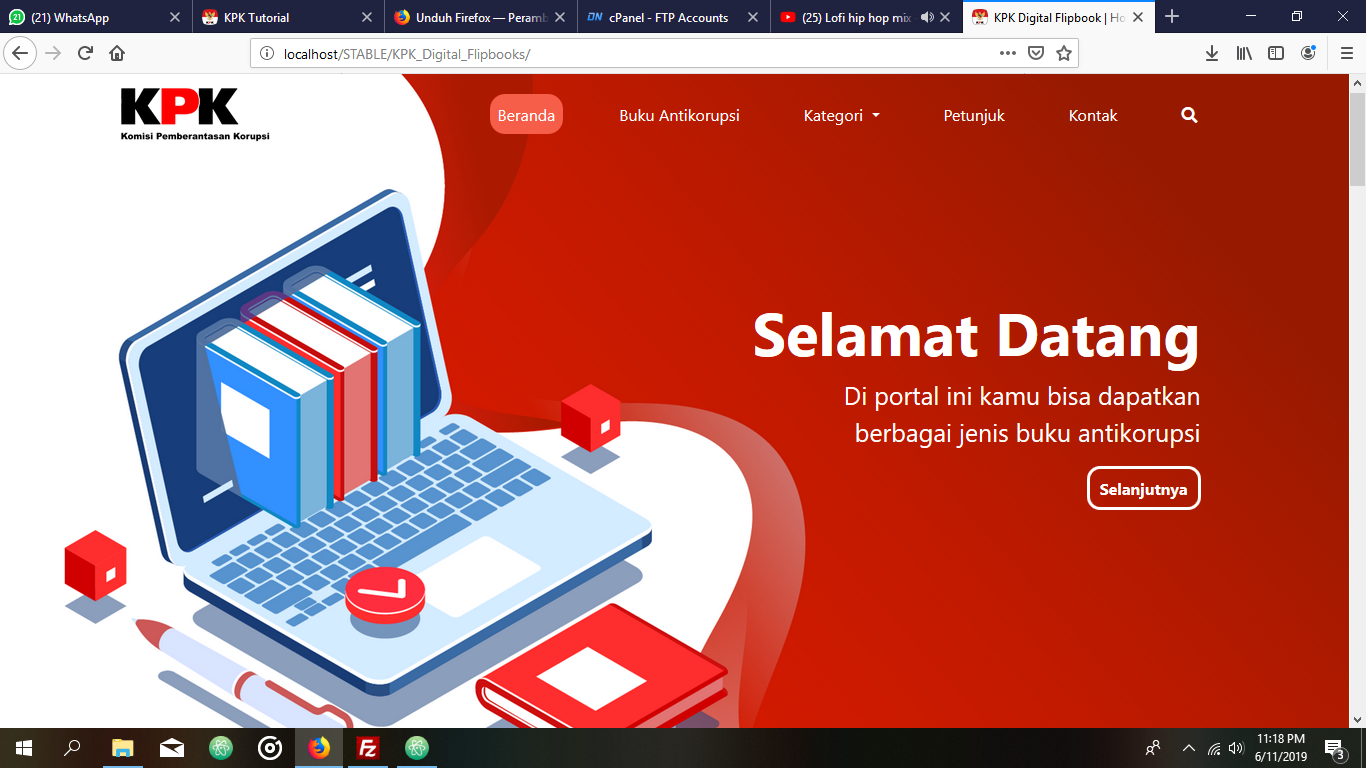 (21) WhatsApp
KPK Tutorial
Unduh Firefox — Peramb
cPanel - FTP Accounts
(25) Lofi hip hop mix
KPK Digital Flipbook | Ho
localhost/STABLE/KPK_Digital_Flipbooks/
KPK
Komisi Pemberantasan Korupsi
Beranda
Buku Antikorupsi
Kategori
Petunjuk
Kontak
Selamat Datang
Di portal ini kamu bisa dapatkan
berbagai jenis buku antikorupsi
Selanjutnya
11:18 PM
6/11/2019
3